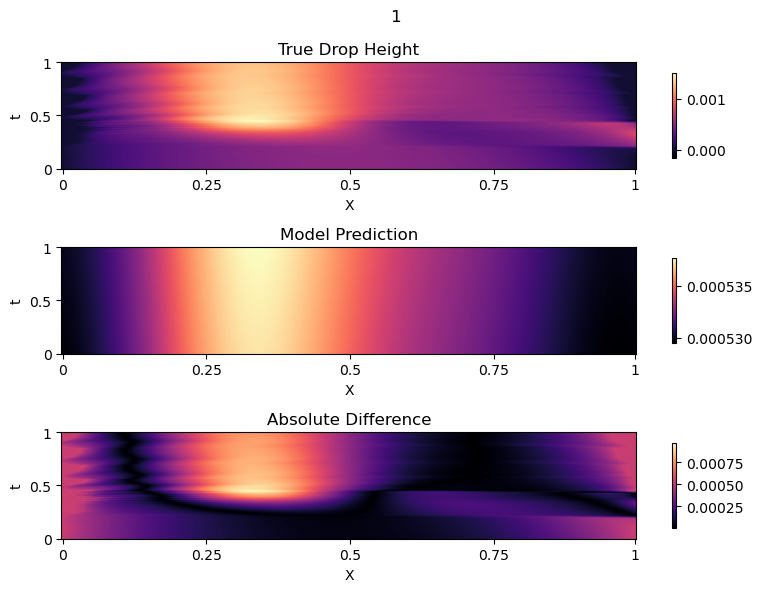 1
True Drop Height
1
0.5
0
t
0 0.25 0.5 0.75 1
X
0.001
0.000
Model Prediction
1
0.5
0
t
0 0.25 0.5 0.75 1
X
0.000535
0.000530
Absolute Difference
1
0.5
0
t
0 0.25 0.5 0.75 1
X
0.00075
0.00050
0.00025